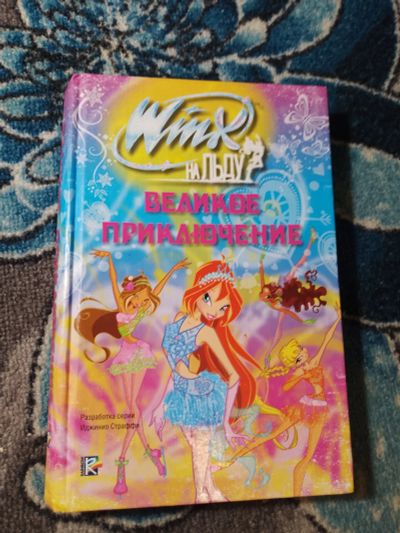 Winx
НА ЛЬДУ
ВЕЛИКОЕ
ПРИКЛЮЧЕНИЕ
Разработка серии
Иджинио Страффи